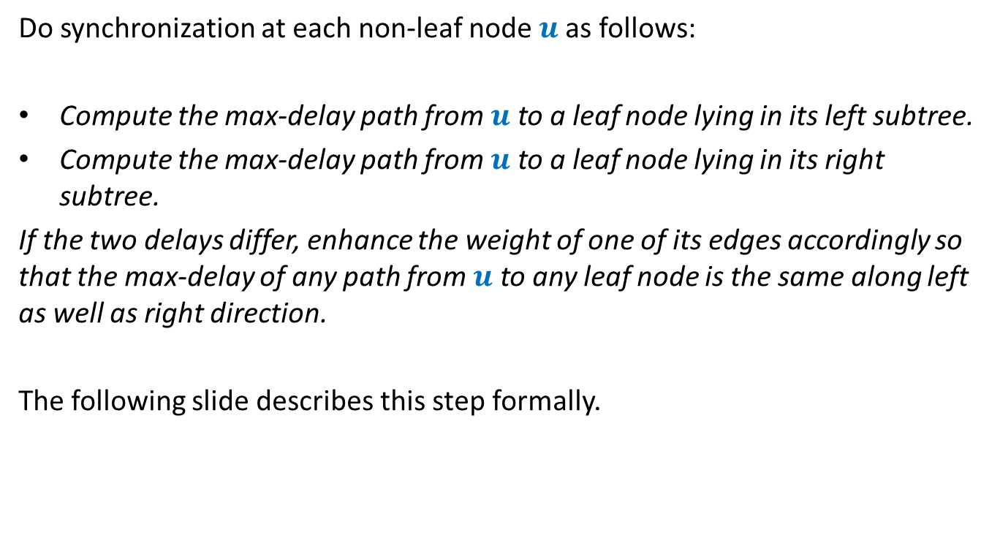 Do synchronization at each non-leaf node u as follows:
• Compute the max-delay path from u to a leaf node lying in its left subtree.
• Compute the max-delay path from u to a leaf node lying in its right
subtree.
If the two delays differ, enhance the weight of one of its edges accordingly so
that the max-delay of any path from u to any leaf node is the same along left
as well as right direction.
The following slide describes this step formally.